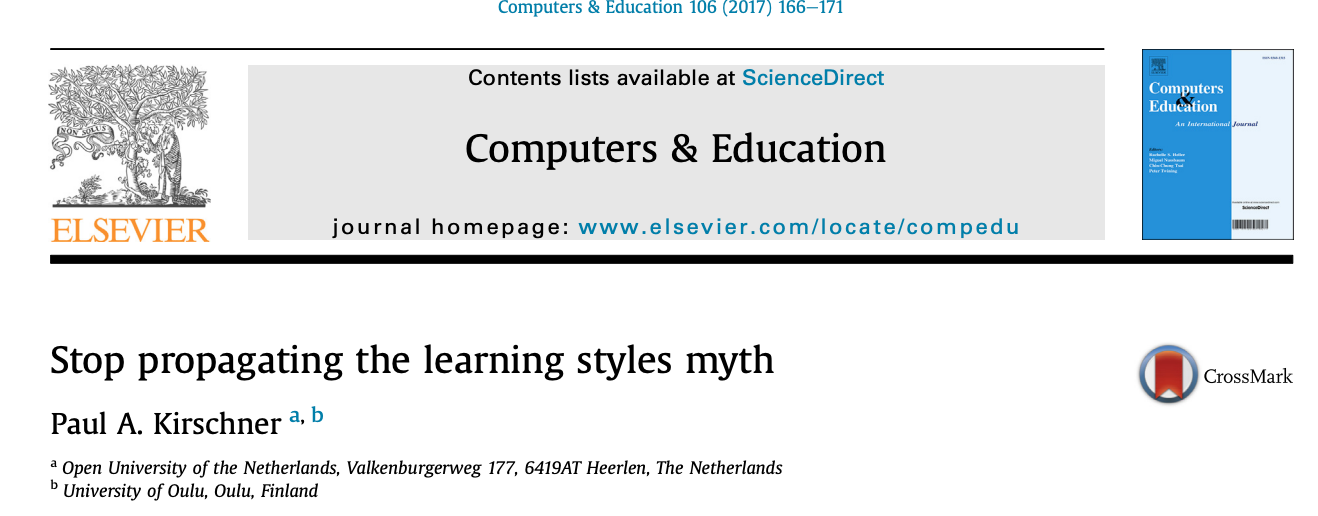 Computers & Education 106 (2017) 166–171
NON SOLUS
ELSEVIER
Contents lists available at ScienceDirect
Computers & Education
journal homepage: www.elsevier.com/locate/compedu
Computers
&
Education
An International Journal
ScienceDirect
Stop propagating the learning styles myth
CrossMark
Paul A. Kirschner a, b
a Open University of the Netherlands, Valkenburgerweg 177, 6419AT Heerlen, The Netherlands
b University of Oulu, Oulu, Finland